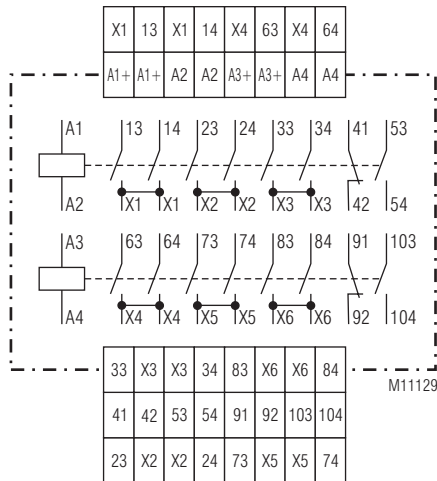 X1 13 X1 14 X4 63 X4 64
A1+ A1+ A2 A2 A3+ A3+ A4 A4
A1 13 14 23 24 33 34 41 53
A2 X1 X1 X2 X2 X3 X3 42 54
A3 63 64 73 74 83 84 91 103
A4 X4 X4 X5 X5 X6 X6 92 104
33 X3 X3 34 83 X6 X6 84
M11129
41 42 53 54 91 92 103 104
23 X2 X2 24 73 X5 X5 74